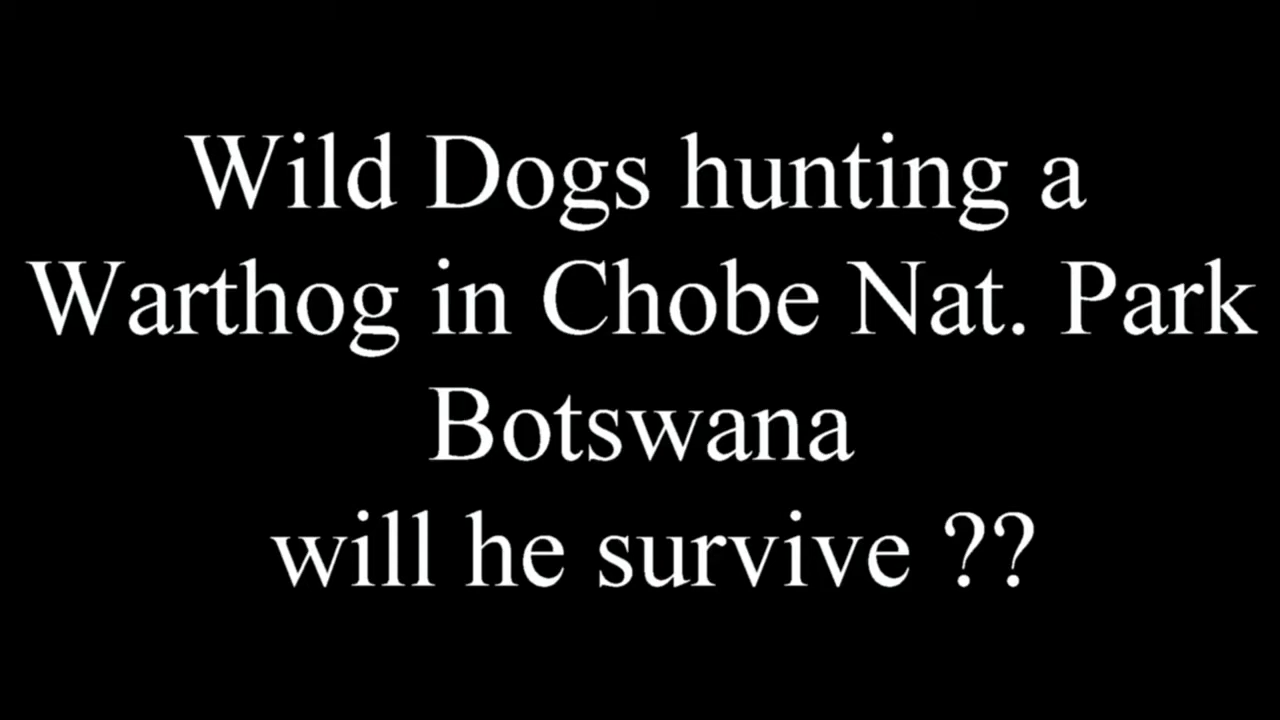 Wild Dogs hunting a
Warthog in Chobe Nat. Park
Botswana
will he survive ??